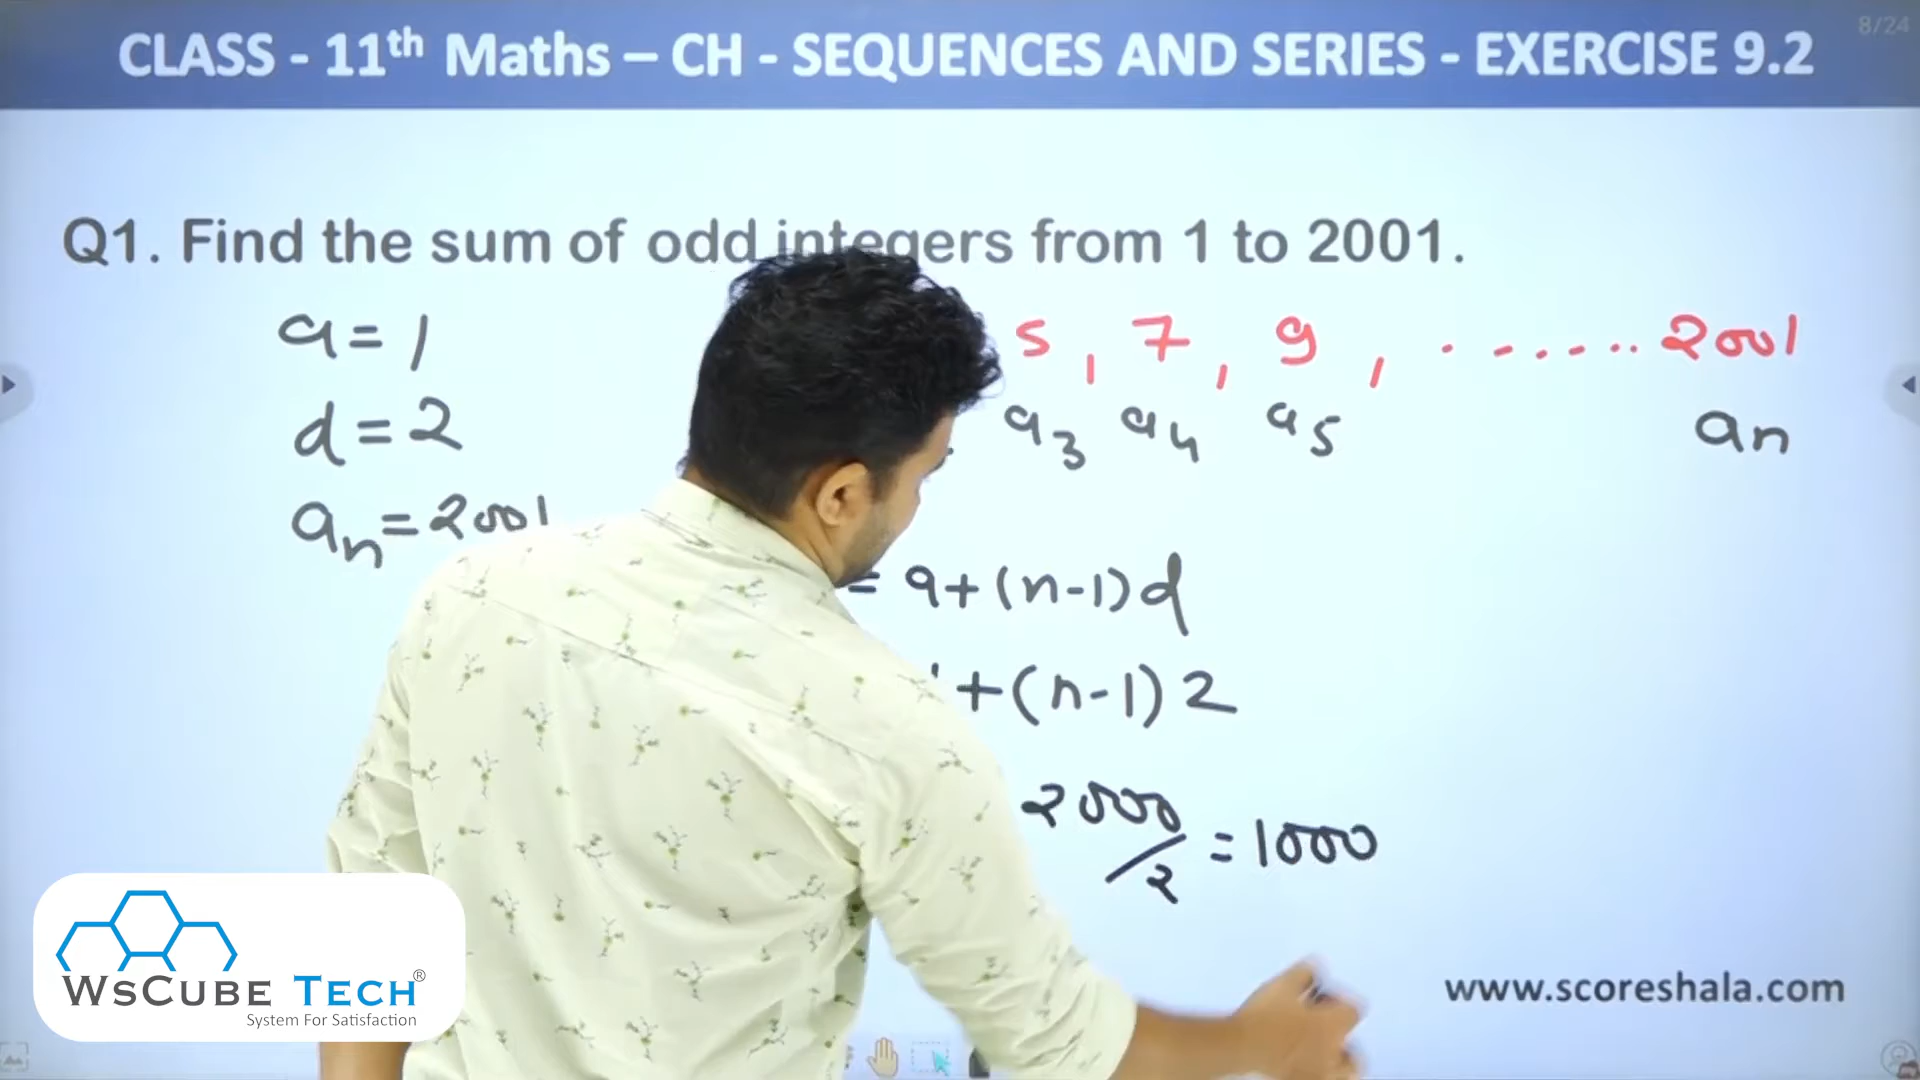 8/24
CLASS - 11th Maths – CH - SEQUENCES AND SERIES - EXERCISE 9.2
Q1. Find the sum of odd integers from 1 to 2001.
a = 1
5, 7, 9, ....... 2001
d = 2
a3 a4 a5 an
an = 2001
= a + (n-1)d
+ (n-1) 2
2000/2 = 1000
WsCube Tech®
System For Satisfaction
www.scoreshala.com